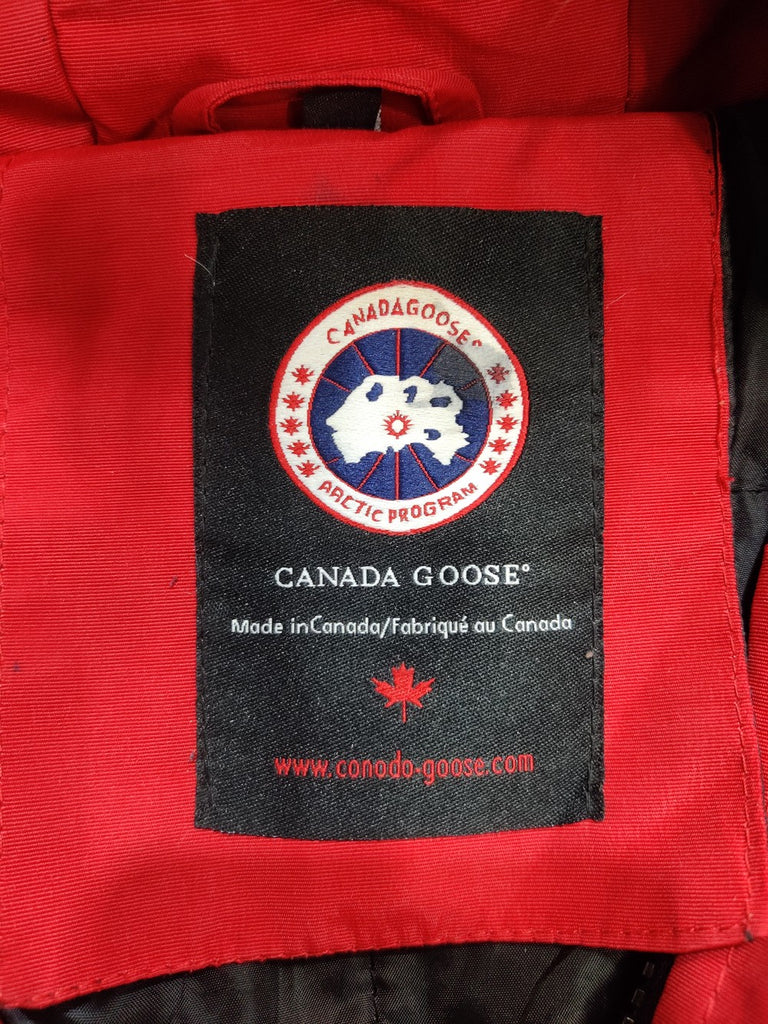 CANADAGOOSE®
ARCTIC PROGRAM
CANADA GOOSE®
Made inCanada/Fabriqué au Canada
www.conodo-goose.com